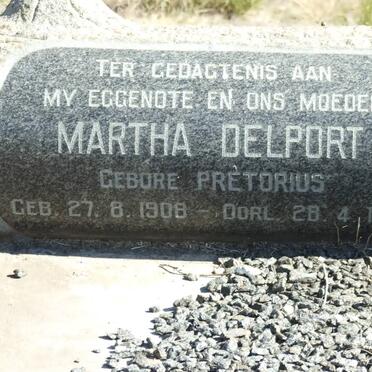 TER GEDAGTENIS AAN
MY EGGENOTE EN ONS MOEDER
MARTHA DELPORT
GEBORE PRETORIUS
GEB. 27. 8. 1908 - OORL. 28. 4. 1